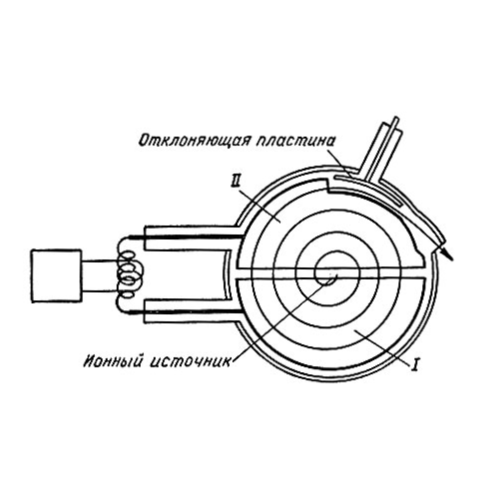 Отклоняющая пластина
II
Ионный источник
I